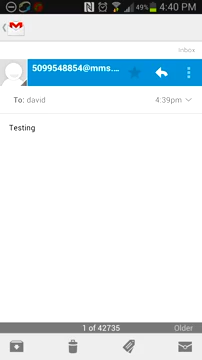 49% 4:40 PM
Inbox
5099548854@mms....
To: david 4:39pm
Testing
1 of 42735 Older